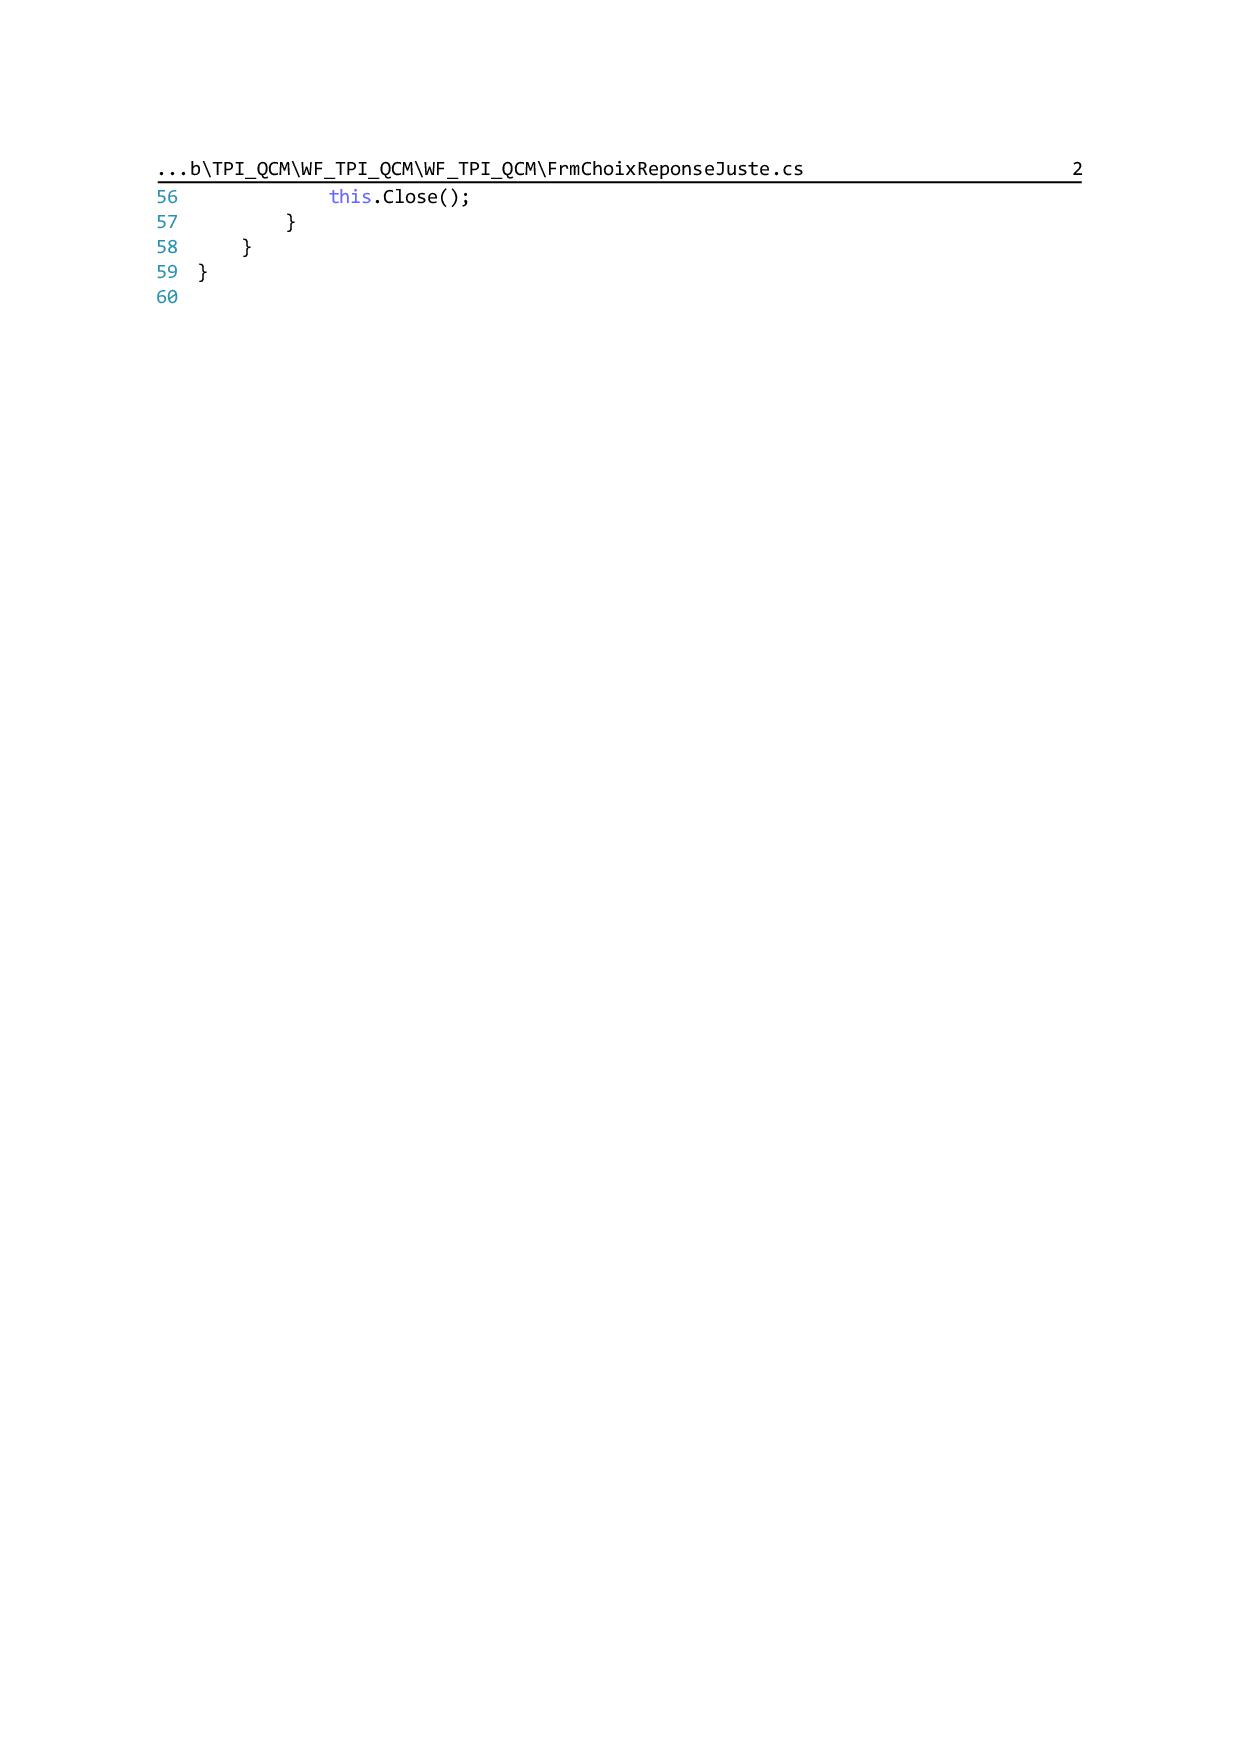 ...b\TPI_QCM\WF_TPI_QCM\WF_TPI_QCM\FrmChoixReponseJuste.cs 2
56 this.Close();
57 }
58 }
59 }
60